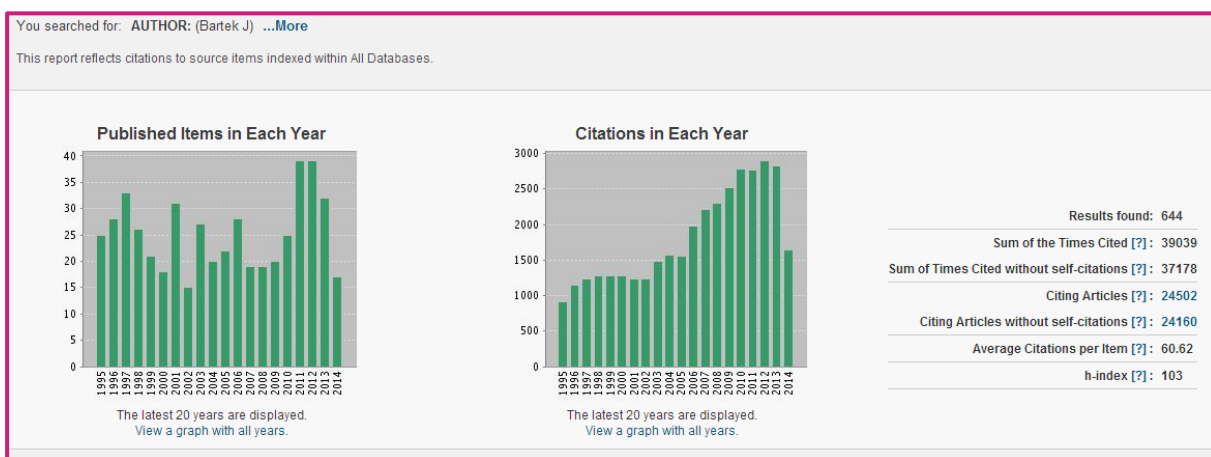 You searched for: AUTHOR: (Bartek J) ...More
This report reflects citations to source items indexed within All Databases.
Published Items in Each Year
40
35
30
25
20
15
10
5
0
1995 1996 1997 1998 1999 2000 2001 2002 2003 2004 2005 2006 2007 2008 2009 2010 2011 2012 2013 2014
The latest 20 years are displayed.
View a graph with all years.
Citations in Each Year
3000
2500
2000
1500
1000
500
0
1995 1996 1997 1998 1999 2000 2001 2002 2003 2004 2005 2006 2007 2008 2009 2010 2011 2012 2013 2014
The latest 20 years are displayed.
View a graph with all years.
Results found: 644
Sum of the Times Cited [?] : 39039
Sum of Times Cited without self-citations [?] : 37178
Citing Articles [?] : 24502
Citing Articles without self-citations [?] : 24160
Average Citations per Item [?] : 60.62
h-index [?] : 103